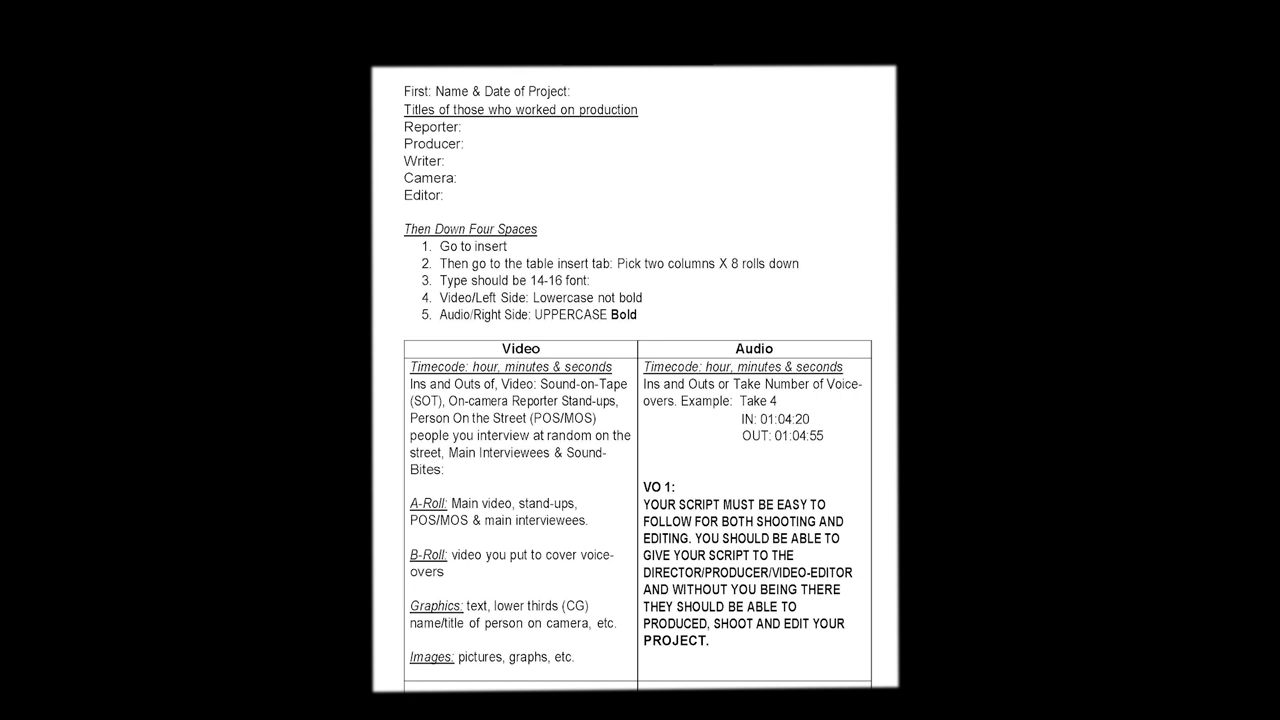 First: Name & Date of Project:
Titles of those who worked on production
Reporter:
Producer:
Writer:
Camera:
Editor:
Then Down Four Spaces
1. Go to insert
2. Then go to the table insert tab: Pick two columns X 8 rolls down
3. Type should be 14-16 font:
4. Video/Left Side: Lowercase not bold
5. Audio/Right Side: UPPERCASE Bold
Video
Timecode: hour, minutes & seconds
Ins and Outs of, Video: Sound-on-Tape
(SOT), On-camera Reporter Stand-ups,
Person On the Street (POS/MOS)
people you interview at random on the
street, Main Interviewees & Sound-
Bites:
A-Roll: Main video, stand-ups,
POS/MOS & main interviewees.
B-Roll: video you put to cover voice-
overs
Graphics: text, lower thirds (CG)
name/title of person on camera, etc.
Images: pictures, graphs, etc.
Audio
Timecode: hour, minutes & seconds
Ins and Outs or Take Number of Voice-
overs. Example: Take 4
IN: 01:04:20
OUT: 01:04:55
VO 1:
YOUR SCRIPT MUST BE EASY TO
FOLLOW FOR BOTH SHOOTING AND
EDITING. YOU SHOULD BE ABLE TO
GIVE YOUR SCRIPT TO THE
DIRECTOR/PRODUCER/VIDEO-EDITOR
AND WITHOUT YOU BEING THERE
THEY SHOULD BE ABLE TO
PRODUCED, SHOOT AND EDIT YOUR
PROJECT.